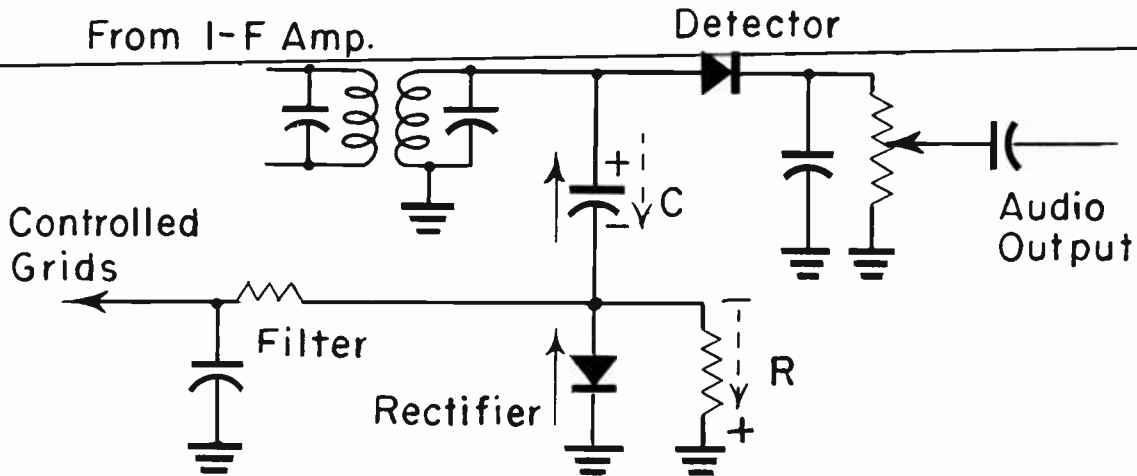 From I-F Amp.
Detector
+
C
−
Audio
Output
Controlled
Grids
Filter
Rectifier
−
R
+